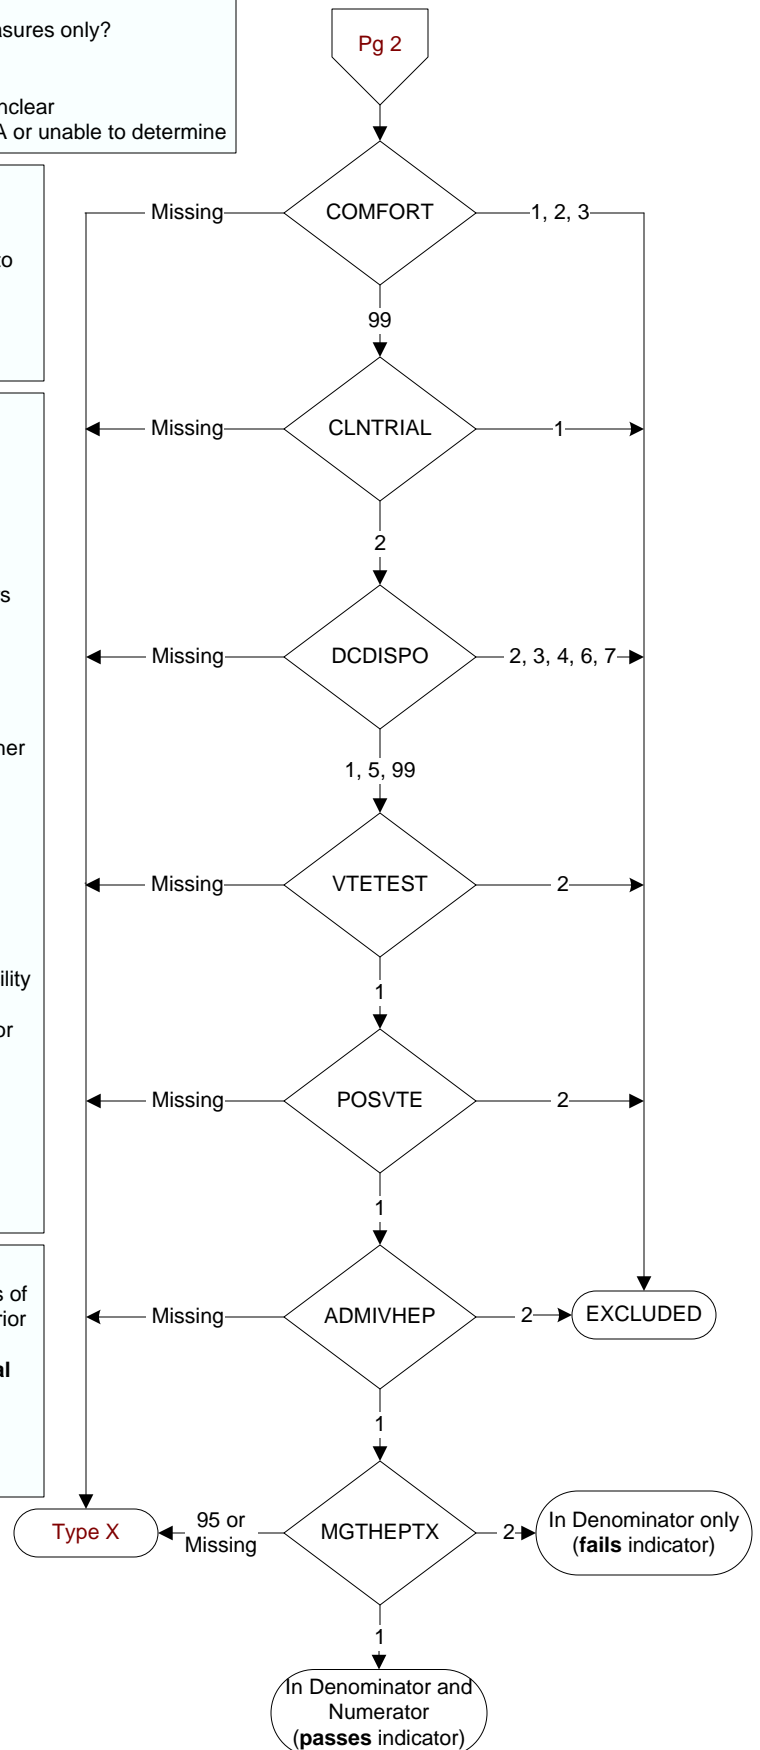 asures only?
nclear
A or unable to determine
to
s
her
ility
or
s of
rior
al
Pg 2
COMFORT
Missing
1, 2, 3
99
CLNTRIAL
Missing
1
2
DCDISPO
Missing
2, 3, 4, 6, 7
1, 5, 99
VTETEST
Missing
2
1
POSVTE
Missing
2
1
ADMIVHEP
Missing
2
EXCLUDED
1
MGTHEPTX
95 or
Missing
Type X
2
In Denominator only
(fails indicator)
1
In Denominator and
Numerator
(passes indicator)